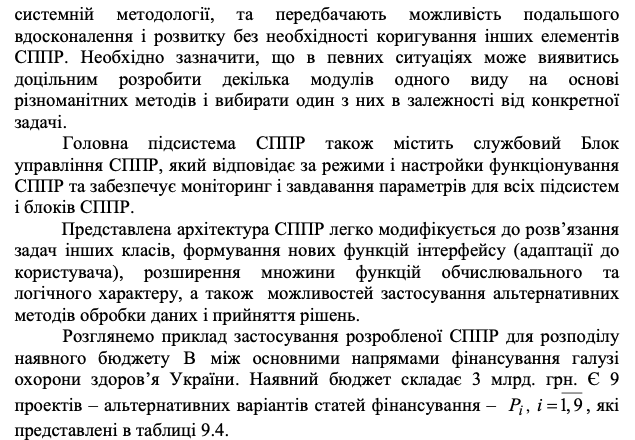 системній методології, та передбачають можливість подальшого
вдосконалення і розвитку без необхідності коригування інших елементів
СППР. Необхідно зазначити, що в певних ситуаціях може виявитись
доцільним розробити декілька модулів одного виду на основі
різноманітних методів і вибирати один з них в залежності від конкретної
задачі.
Головна підсистема СППР також містить службовий Блок
управління СППР, який відповідає за режими і настройки функціонування
СППР та забезпечує моніторинг і завдавання параметрів для всіх підсистем
і блоків СППР.
Представлена архітектура СППР легко модифікується до розв’язання
задач інших класів, формування нових функцій інтерфейсу (адаптації до
користувача), розширення множини функцій обчислювального та
логічного характеру, а також можливостей застосування альтернативних
методів обробки даних і прийняття рішень.
Розглянемо приклад застосування розробленої СППР для розподілу
наявного бюджету В між основними напрямами фінансування галузі
охорони здоров’я України. Наявний бюджет складає 3 млрд. грн. Є 9
проектів – альтернативних варіантів статей фінансування – Pᵢ, i = 1̅,̅9̅, які
представлені в таблиці 9.4.